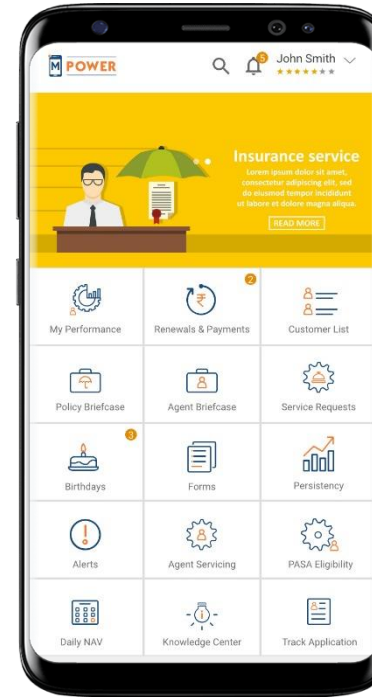 M POWER
5
John Smith
Insurance service
Lorem ipsum dolor sit amet,
consectetur adipiscing elit, sed
do eiusmod tempor incididunt
ut labore et dolore magna aliqua.
READ MORE
2
My Performance
Renewals & Payments
Customer List
Policy Briefcase
Agent Briefcase
Service Requests
3
Birthdays
Forms
Persistency
Alerts
Agent Servicing
PASA Eligibility
Daily NAV
Knowledge Center
Track Application